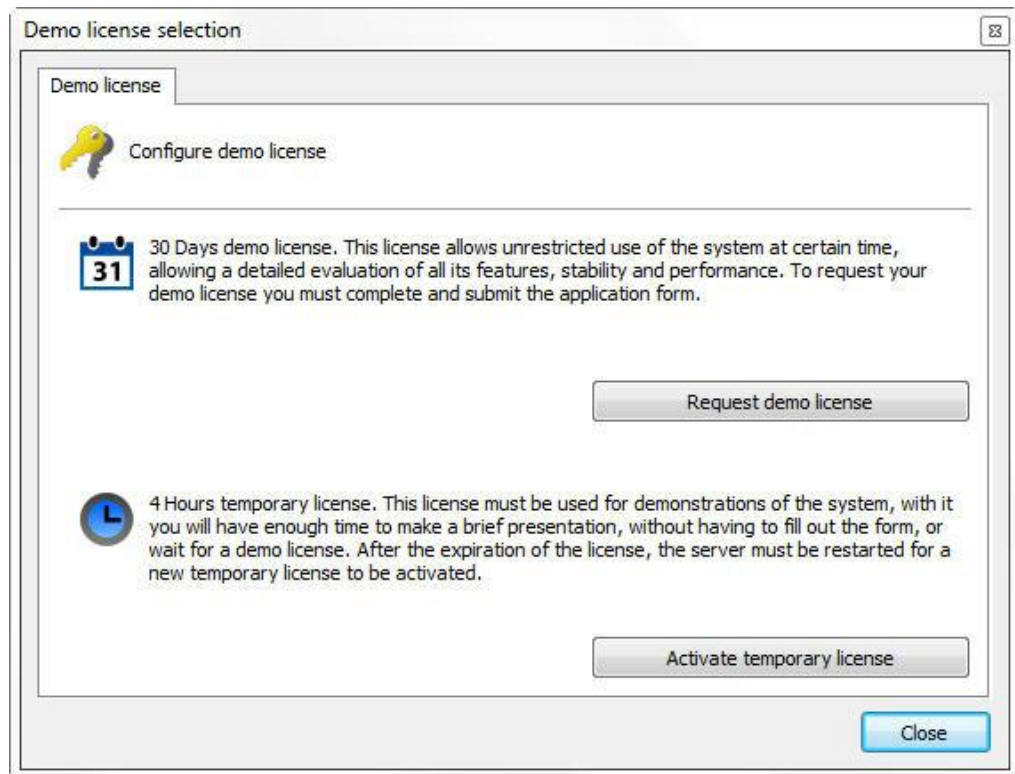 Demo license selection
Demo license
Configure demo license
31
30 Days demo license. This license allows unrestricted use of the system at certain time,
allowing a detailed evaluation of all its features, stability and performance. To request your
demo license you must complete and submit the application form.
Request demo license
4 Hours temporary license. This license must be used for demonstrations of the system, with it
you will have enough time to make a brief presentation, without having to fill out the form, or
wait for a demo license. After the expiration of the license, the server must be restarted for a
new temporary license to be activated.
Activate temporary license
Close